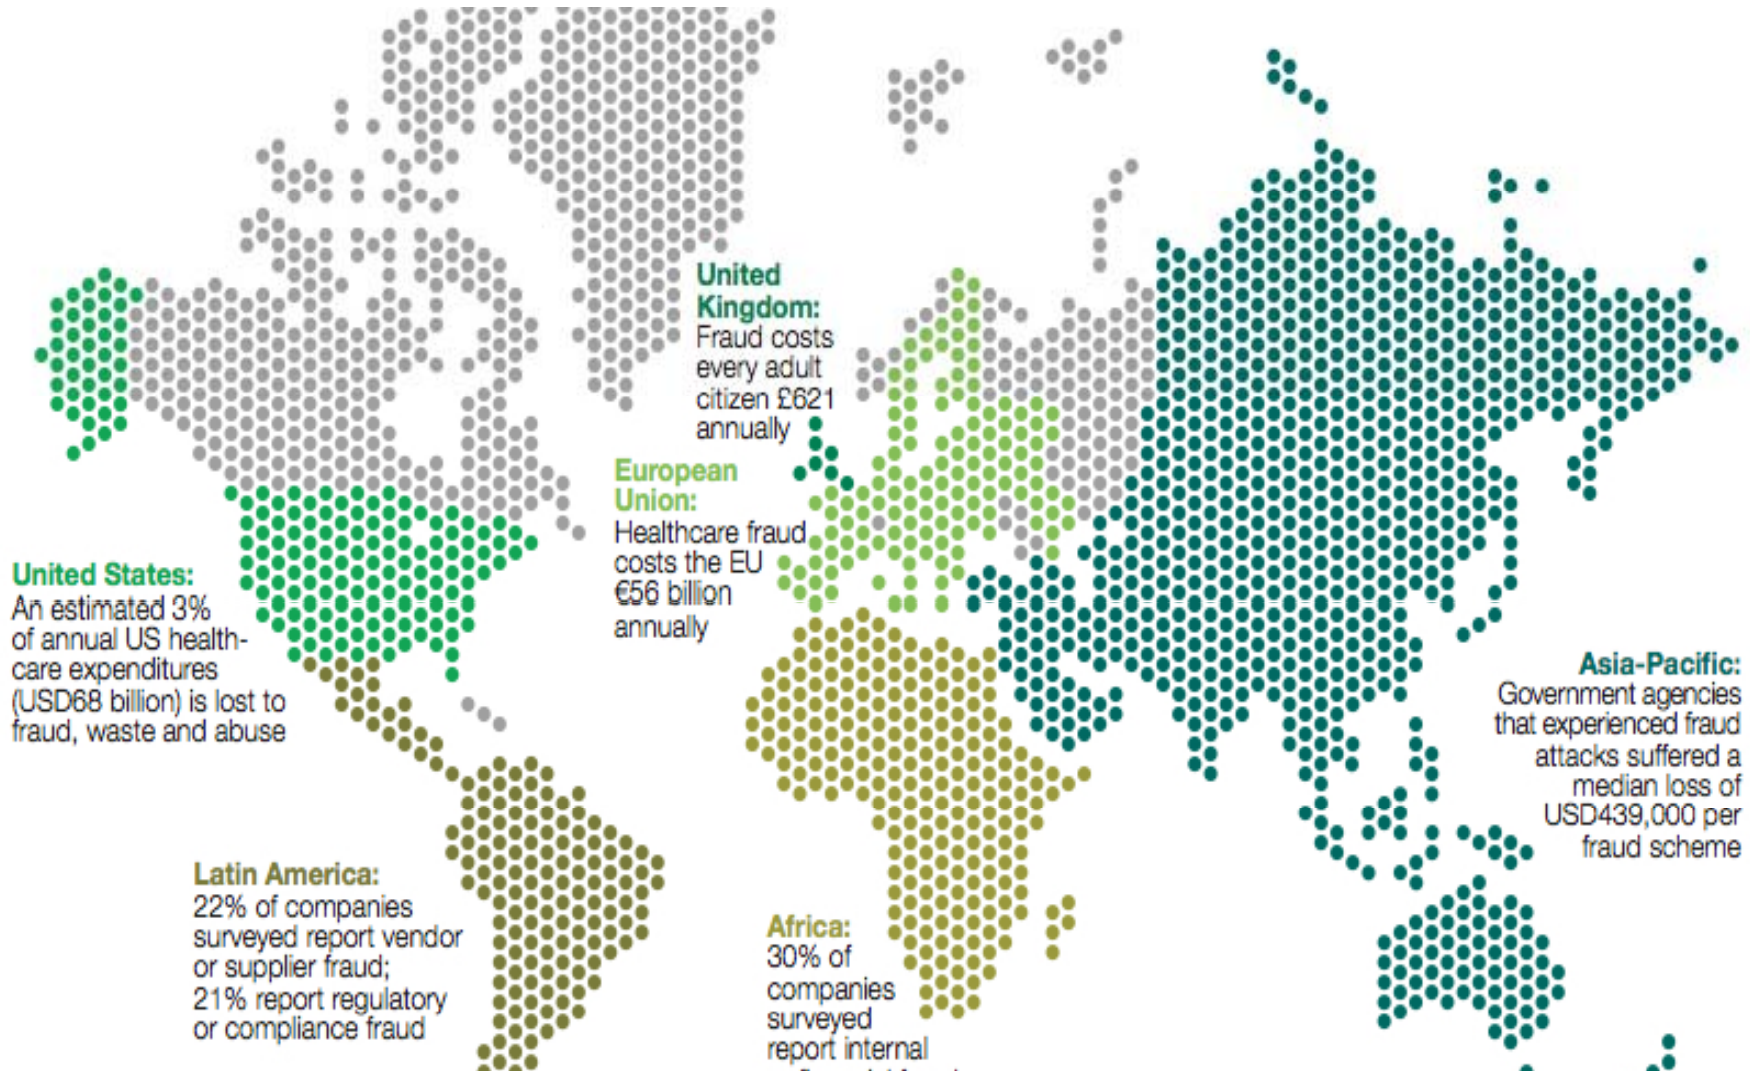 United
Kingdom:
Fraud costs
every adult
citizen £621
annually
European
Union:
Healthcare fraud
costs the EU
€56 billion
annually
United States:
An estimated 3%
of annual US health-
care expenditures
(USD68 billion) is lost to
fraud, waste and abuse
Asia-Pacific:
Government agencies
that experienced fraud
attacks suffered a
median loss of
USD439,000 per
fraud scheme
Latin America:
22% of companies
surveyed report vendor
or supplier fraud;
21% report regulatory
or compliance fraud
Africa:
30% of
companies
surveyed
report internal